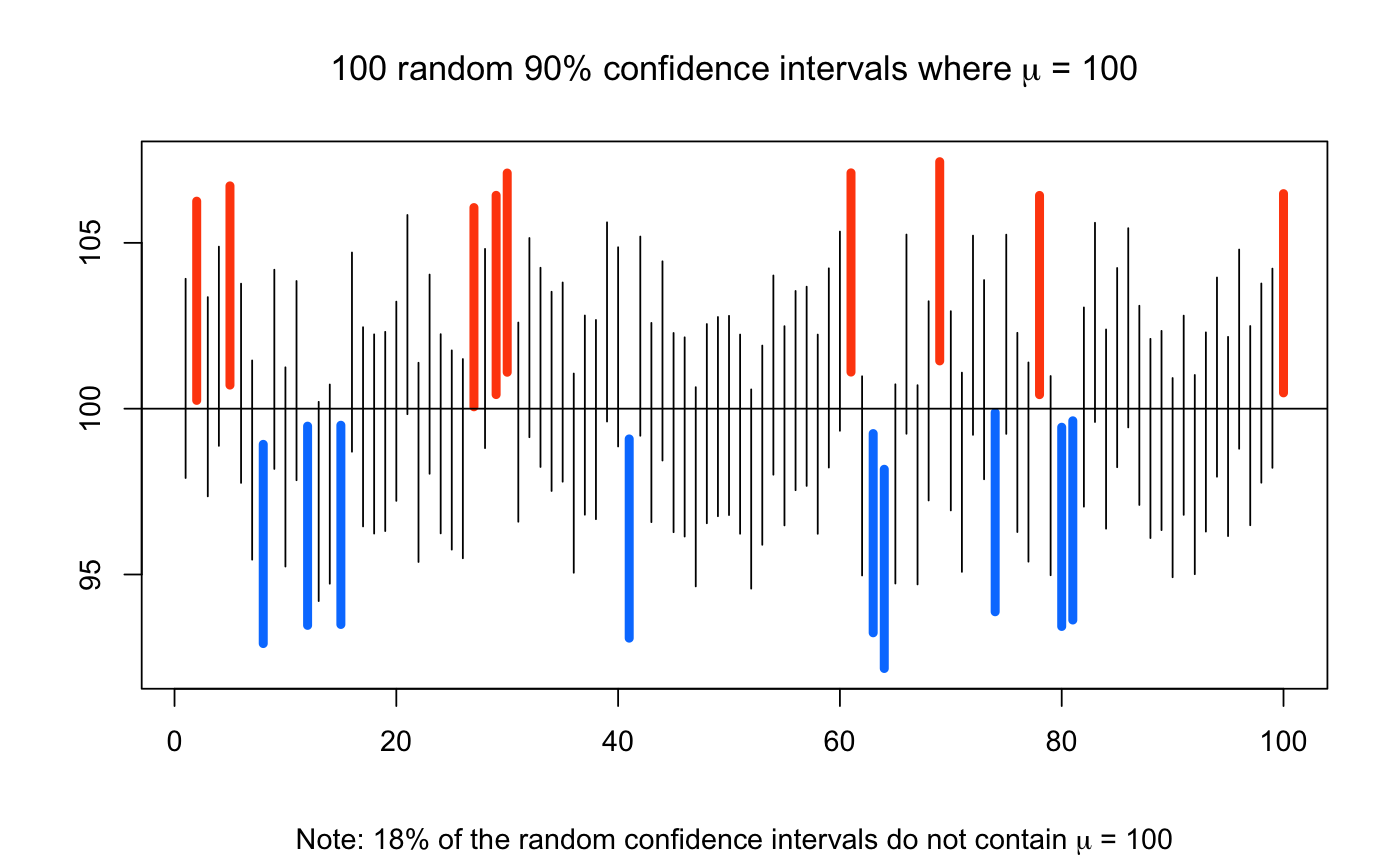 100 random 90% confidence intervals where μ = 100
105
100
95
0 20 40 60 80 100
Note: 18% of the random confidence intervals do not contain μ = 100